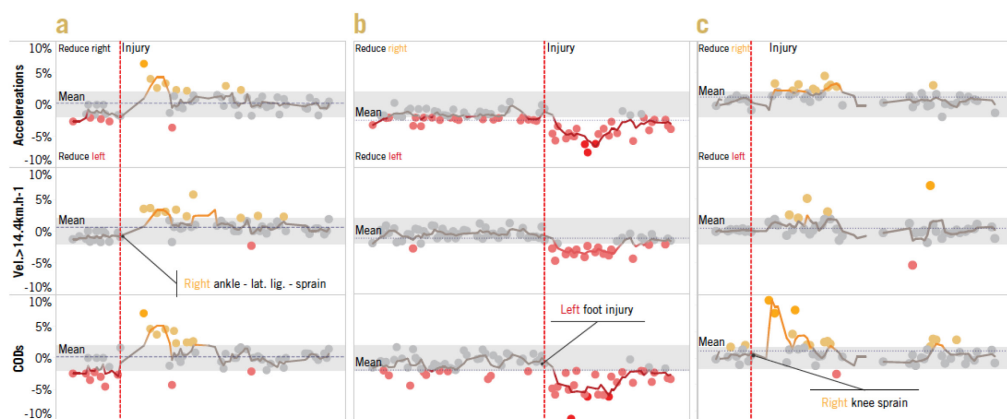 a
b
c
Accelerations
10%
5%
0%
-5%
-10%
Reduce right
Injury
Mean
Reduce left
Reduce right
Injury
Mean
Reduce left
Reduce right
Injury
Mean
Reduce left
Vel.>14.4km.h-1
10%
5%
0%
-5%
-10%
Mean
Right ankle - lat. lig. - sprain
Mean
Mean
CODs
10%
5%
0%
-5%
-10%
Mean
Left foot injury
Mean
Mean
Right knee sprain